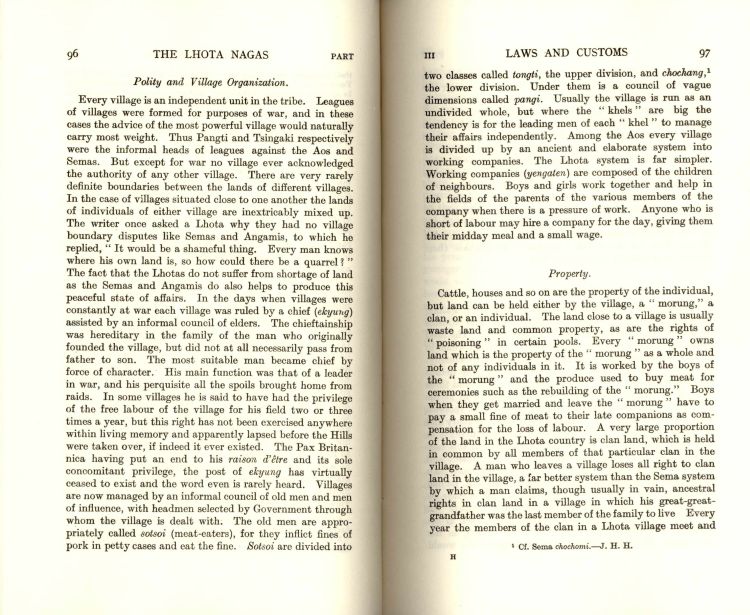 96 THE LHOTA NAGAS PART
Polity and Village Organization.
Every village is an independent unit in the tribe. Leagues
of villages were formed for purposes of war, and in these
cases the advice of the most powerful village would naturally
carry most weight. Thus Pangti and Tsingaki respectively
were the informal heads of leagues against the Aos and
Semas. But except for war no village ever acknowledged
the authority of any other village. There are very rarely
definite boundaries between the lands of different villages.
In the case of villages situated close to one another the lands
of individuals of either village are inextricably mixed up.
The writer once asked a Lhota why they had no village
boundary disputes like Semas and Angamis, to which he
replied, “ It would be a shameful thing. Every man knows
where his own land is, so how could there be a quarrel ? ”
The fact that the Lhotas do not suffer from shortage of land
as the Semas and Angamis do also helps to produce this
peaceful state of affairs. In the days when villages were
constantly at war each village was ruled by a chief (ekyung)
assisted by an informal council of elders. The chieftainship
was hereditary in the family of the man who originally
founded the village, but did not at all necessarily pass from
father to son. The most suitable man became chief by
force of character. His main function was that of a leader
in war, and his perquisite all the spoils brought home from
raids. In some villages he is said to have had the privilege
of the free labour of the village for his field two or three
times a year, but this right has not been exercised anywhere
within living memory and apparently lapsed before the Hills
were taken over, if indeed it ever existed. The Pax Britan-
nica having put an end to his raison d'être and its sole
concomitant privilege, the post of ekyung has virtually
ceased to exist and the word even is rarely heard. Villages
are now managed by an informal council of old men and men
of influence, with headmen selected by Government through
whom the village is dealt with. The old men are appro-
priately called sotsoi (meat-eaters), for they inflict fines of
pork in petty cases and eat the fine. Sotsoi are divided into
III LAWS AND CUSTOMS 97
two classes called tongti, the upper division, and chochang,¹
the lower division. Under them is a council of vague
dimensions called pangi. Usually the village is run as an
undivided whole, but where the “ khels ” are big the
tendency is for the leading men of each “ khel ” to manage
their affairs independently. Among the Aos every village
is divided up by an ancient and elaborate system into
working companies. The Lhota system is far simpler.
Working companies (yengaten) are composed of the children
of neighbours. Boys and girls work together and help in
the fields of the parents of the various members of the
company when there is a pressure of work. Anyone who is
short of labour may hire a company for the day, giving them
their midday meal and a small wage.
Property.
Cattle, houses and so on are the property of the individual,
but land can be held either by the village, a “ morung,” a
clan, or an individual. The land close to a village is usually
waste land and common property, as are the rights of
“ poisoning ” in certain pools. Every “ morung ” owns
land which is the property of the “ morung ” as a whole and
not of any individuals in it. It is worked by the boys of
the “ morung ” and the produce used to buy meat for
ceremonies such as the rebuilding of the “ morung.” Boys
when they get married and leave the “ morung ” have to
pay a small fine of meat to their late companions as com-
pensation for the loss of labour. A very large proportion
of the land in the Lhota country is clan land, which is held
in common by all members of that particular clan in the
village. A man who leaves a village loses all right to clan
land in the village, a far better system than the Sema system
by which a man claims, though usually in vain, ancestral
rights in clan land in a village in which his great-great-
grandfather was the last member of the family to live Every
year the members of the clan in a Lhota village meet and
¹ Cf. Sema chochomi.—J. H. H.
H